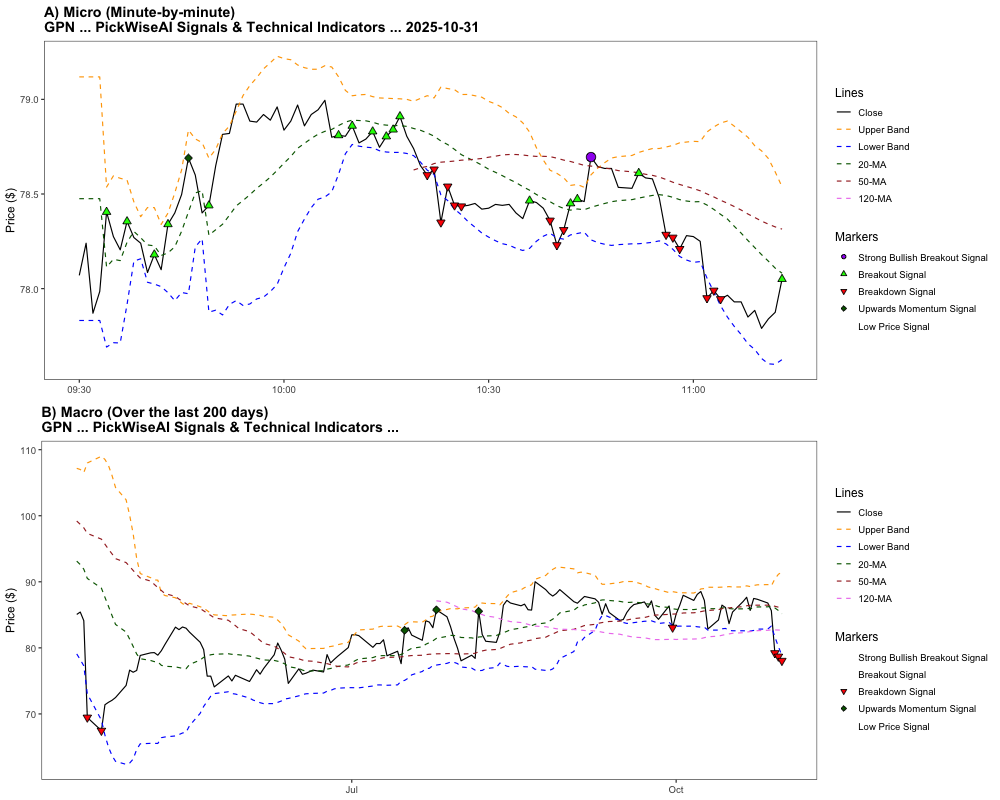 A) Micro (Minute-by-minute)
GPN ... PickWiseAI Signals & Technical Indicators ... 2025-10-31
Price ($)
79.0
78.5
78.0
09:30
10:00
10:30
11:00
Lines
Close
Upper Band
Lower Band
20-MA
50-MA
120-MA
Markers
Strong Bullish Breakout Signal
Breakout Signal
Breakdown Signal
Upwards Momentum Signal
Low Price Signal
B) Macro (Over the last 200 days)
GPN ... PickWiseAI Signals & Technical Indicators ...
Price ($)
110
100
90
80
70
Jul
Oct
Lines
Close
Upper Band
Lower Band
20-MA
50-MA
120-MA
Markers
Strong Bullish Breakout Signal
Breakout Signal
Breakdown Signal
Upwards Momentum Signal
Low Price Signal